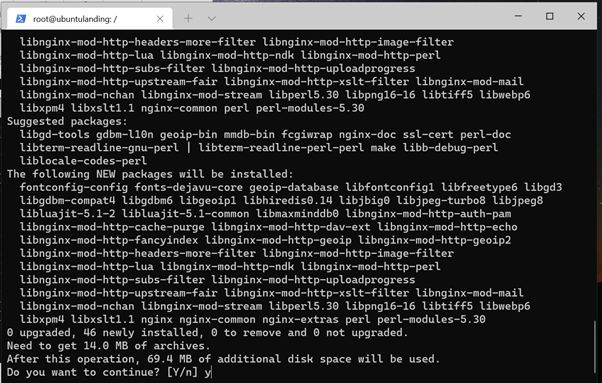 root@ubuntulanding: /
libnginx-mod-http-headers-more-filter libnginx-mod-http-image-filter
libnginx-mod-http-lua libnginx-mod-http-ndk libnginx-mod-http-perl
libnginx-mod-http-subs-filter libnginx-mod-http-uploadprogress
libnginx-mod-http-upstream-fair libnginx-mod-http-xslt-filter libnginx-mod-mail
libnginx-mod-nchan libnginx-mod-stream libperl5.30 libpng16-16 libtiff5 libwebp6
libxpm4 libxslt1.1 nginx-common perl perl-modules-5.30
Suggested packages:
libgd-tools gdbm-l10n geoip-bin mmdb-bin fcgiwrap nginx-doc ssl-cert perl-doc
libterm-readline-gnu-perl | libterm-readline-perl-perl make libb-debug-perl
liblocale-codes-perl
The following NEW packages will be installed:
fontconfig-config fonts-dejavu-core geoip-database libfontconfig1 libfreetype6 libgd3
libgdbm-compat4 libgdbm6 libgeoip1 libhiredis0.14 libjbig0 libjpeg-turbo8 libjpeg8
libluajit-5.1-2 libluajit-5.1-common libmaxminddb0 libnginx-mod-http-auth-pam
libnginx-mod-http-cache-purge libnginx-mod-http-dav-ext libnginx-mod-http-echo
libnginx-mod-http-fancyindex libnginx-mod-http-geoip libnginx-mod-http-geoip2
libnginx-mod-http-headers-more-filter libnginx-mod-http-image-filter
libnginx-mod-http-lua libnginx-mod-http-ndk libnginx-mod-http-perl
libnginx-mod-http-subs-filter libnginx-mod-http-uploadprogress
libnginx-mod-http-upstream-fair libnginx-mod-http-xslt-filter libnginx-mod-mail
libnginx-mod-nchan libnginx-mod-stream libperl5.30 libpng16-16 libtiff5 libwebp6
libxpm4 libxslt1.1 nginx nginx-common nginx-extras perl perl-modules-5.30
0 upgraded, 46 newly installed, 0 to remove and 0 not upgraded.
Need to get 14.0 MB of archives.
After this operation, 69.4 MB of additional disk space will be used.
Do you want to continue? [Y/n] y